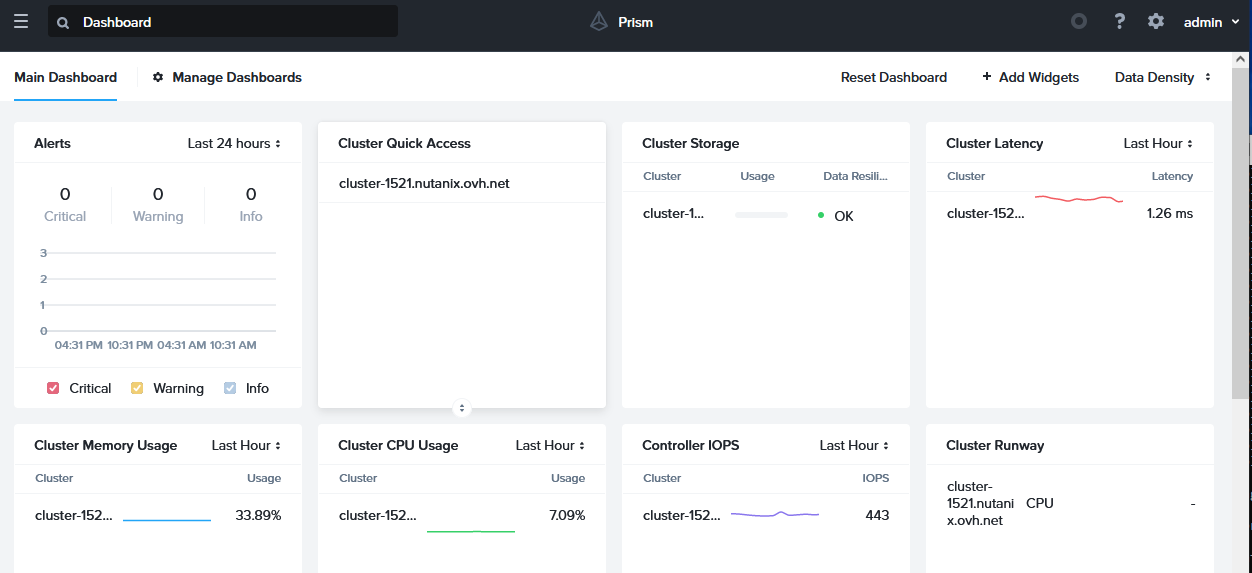 Dashboard
Prism
?
admin
Main Dashboard
Manage Dashboards
Reset Dashboard
+ Add Widgets
Data Density
Alerts
Last 24 hours
0
Critical
0
Warning
0
Info
3
2
1
0
04:31 PM 10:31 PM 04:31 AM 10:31 AM
Critical
Warning
Info
Cluster Quick Access
cluster-1521.nutanix.ovh.net
Cluster Storage
Cluster Usage Data Resili...
cluster-1... OK
Cluster Latency
Last Hour
Cluster Latency
cluster-152... 1.26 ms
Cluster Memory Usage
Last Hour
Cluster Usage
cluster-152... 33.89%
Cluster CPU Usage
Last Hour
Cluster Usage
cluster-152... 7.09%
Controller IOPS
Last Hour
Cluster IOPS
cluster-152... 443
Cluster Runway
cluster-
1521.nutani CPU -
x.ovh.net